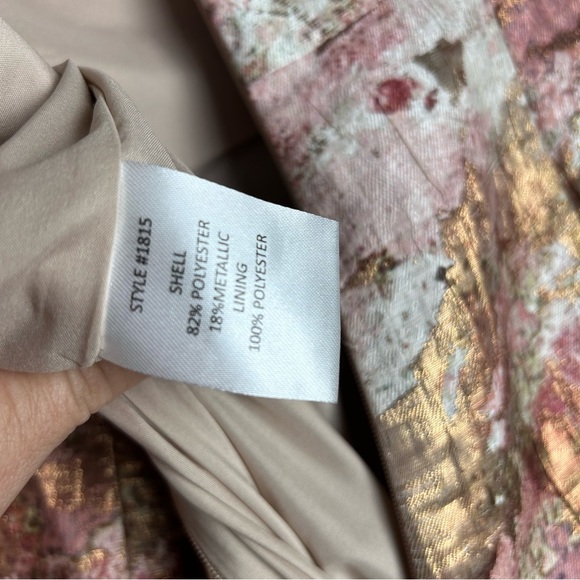 STYLE #1815
SHELL
82% POLYESTER
18%METALLIC
LINING
100% POLYESTER